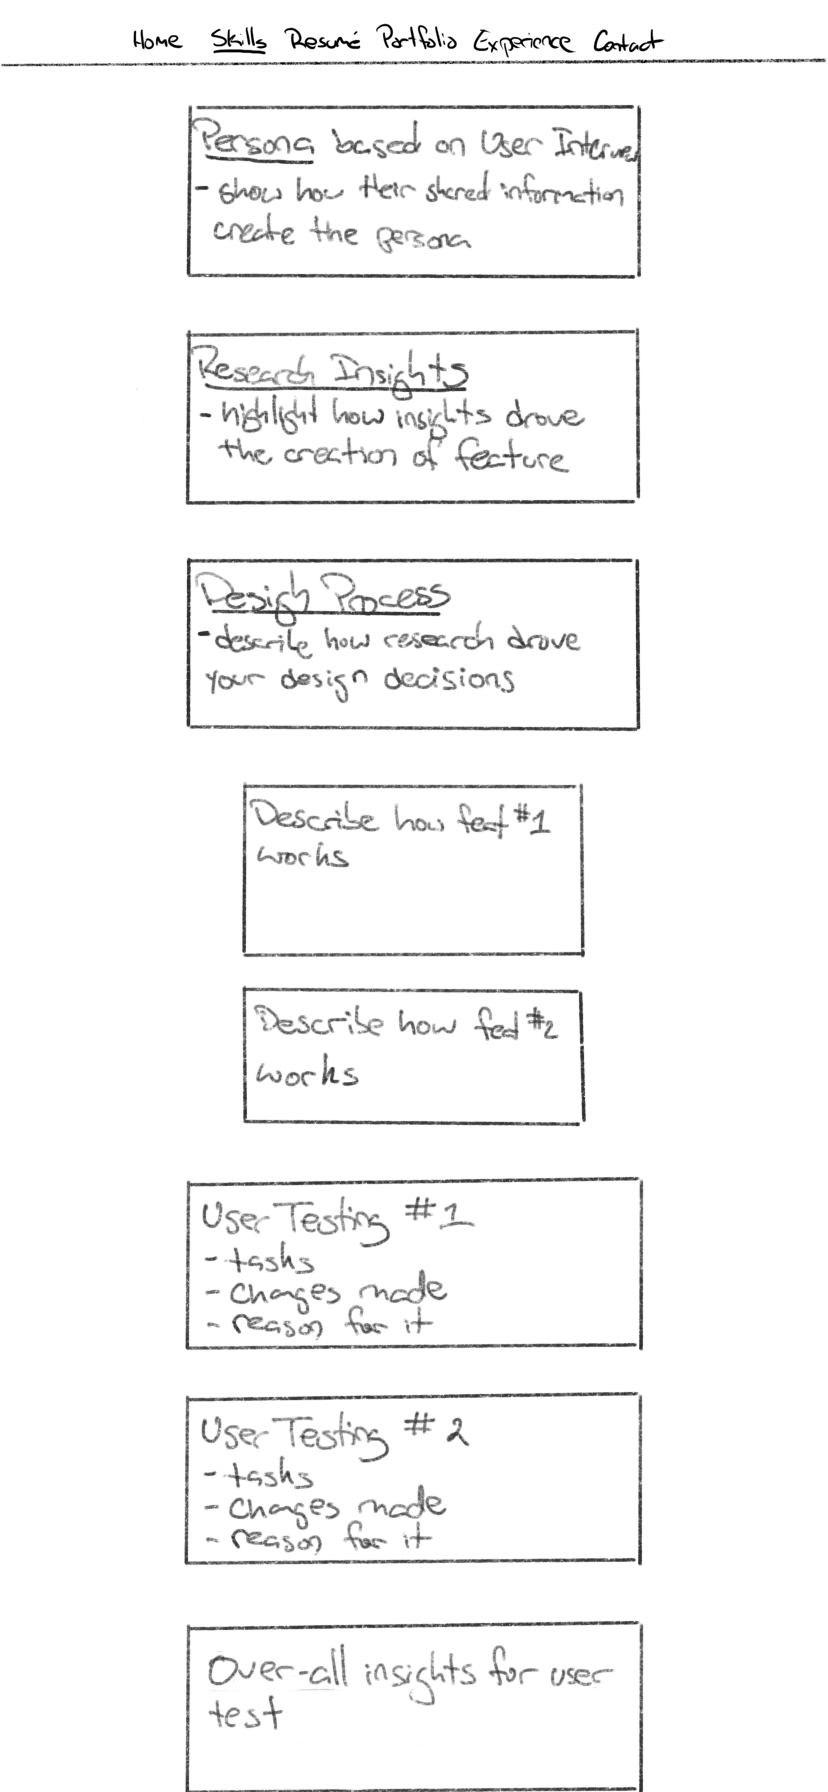 Home Skills Resumé Portfolio Experience Contact
Persona based on User Interview
- show how their shared information
create the persona
Research Insights
- highlight how insights drove
the creation of feature
Design Process
- describe how research drove
your design decisions
Describe how feat #1
works
Describe how feat #2
works
User Testing #1
- tasks
- changes made
- reason for it
User Testing #2
- tasks
- changes made
- reason for it
Over-all insights for user
test